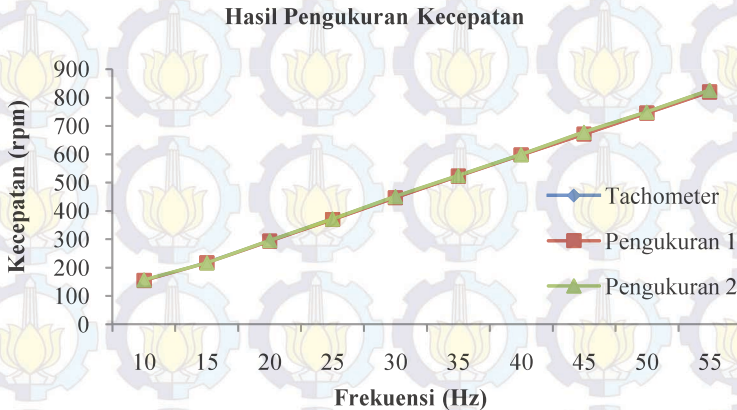 Hasil Pengukuran Kecepatan
Kecepatan (rpm)
900
800
700
600
500
400
300
200
100
0
Tachometer
Pengukuran 1
Pengukuran 2
10 15 20 25 30 35 40 45 50 55
Frekuensi (Hz)